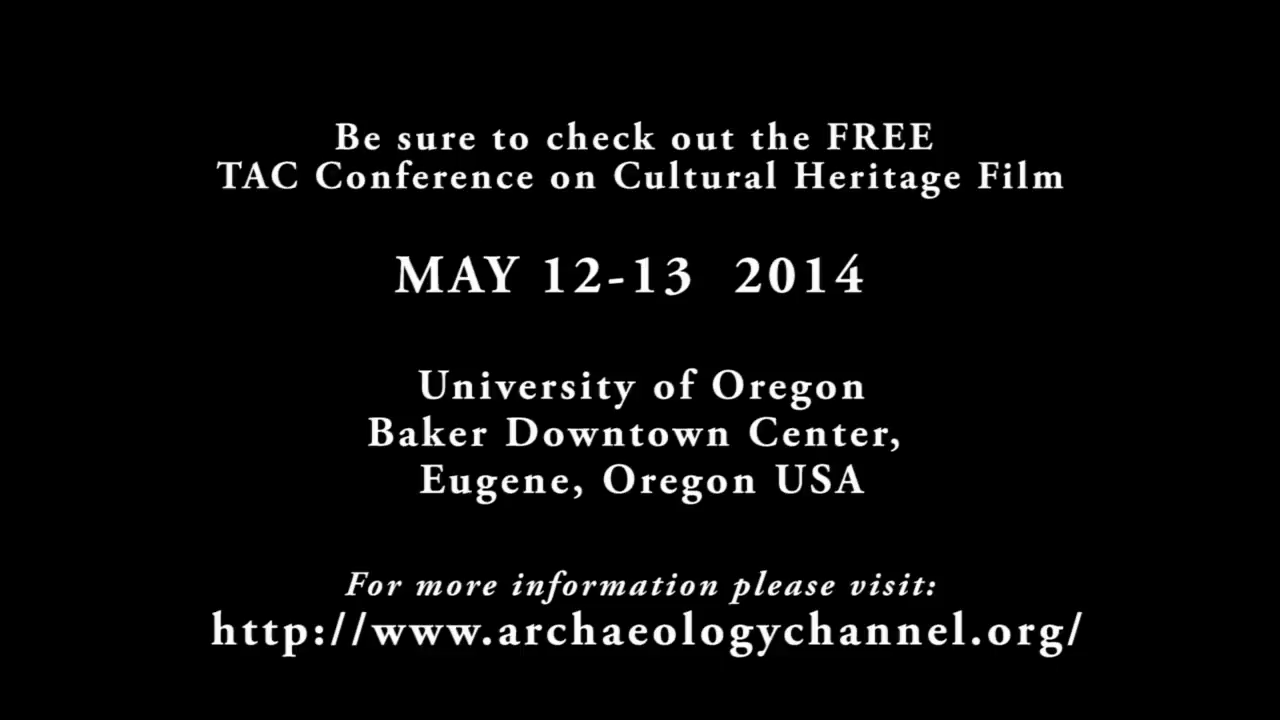 Be sure to check out the FREE
TAC Conference on Cultural Heritage Film
MAY 12-13 2014
University of Oregon
Baker Downtown Center,
Eugene, Oregon USA
For more information please visit:
http://www.archaeologychannel.org/